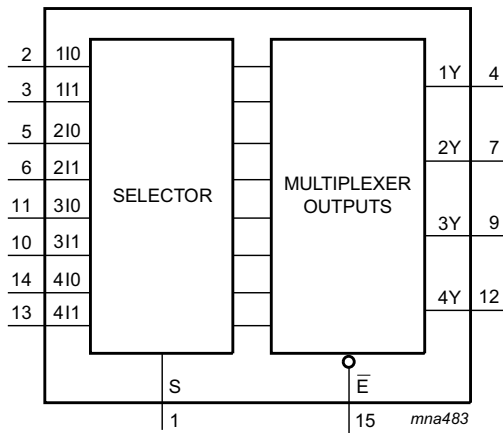 2 1I0
3 1I1
5 2I0
6 2I1
11 3I0
10 3I1
14 4I0
13 4I1
SELECTOR
MULTIPLEXER
OUTPUTS
1Y 4
2Y 7
3Y 9
4Y 12
S
1
E̅
15
mna483